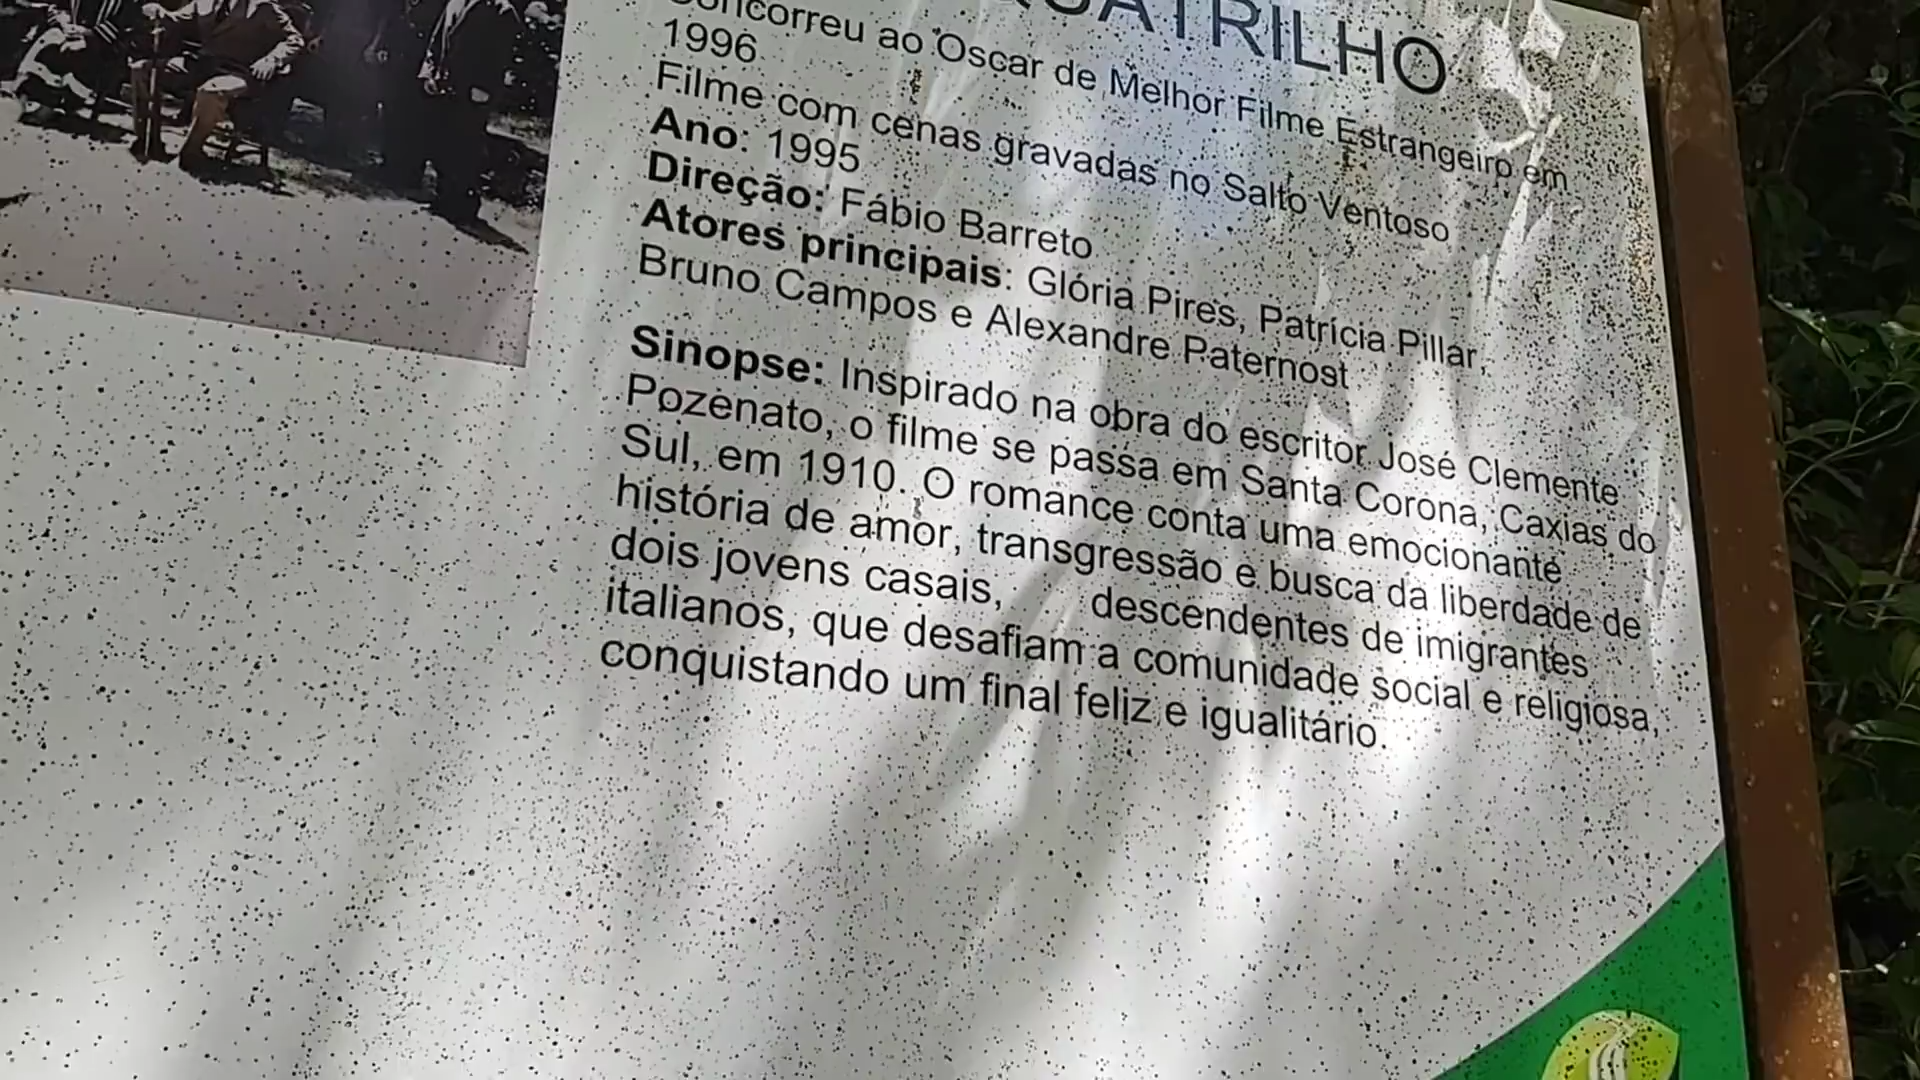 QUATRILHO
Concorreu ao Oscar de Melhor Filme Estrangeiro em
1996
Filme com cenas gravadas no Salto Ventoso
Ano: 1995
Direção: Fábio Barreto
Atores principais: Glória Pires, Patrícia Pillar,
Bruno Campos e Alexandre Paternost
Sinopse: Inspirado na obra do escritor José Clemente
Pozenato, o filme se passa em Santa Corona, Caxias do
Sul, em 1910. O romance conta uma emocionante
história de amor, transgressão e busca da liberdade de
dois jovens casais, descendentes de imigrantes
italianos, que desafiam a comunidade social e religiosa,
conquistando um final feliz e igualitário.